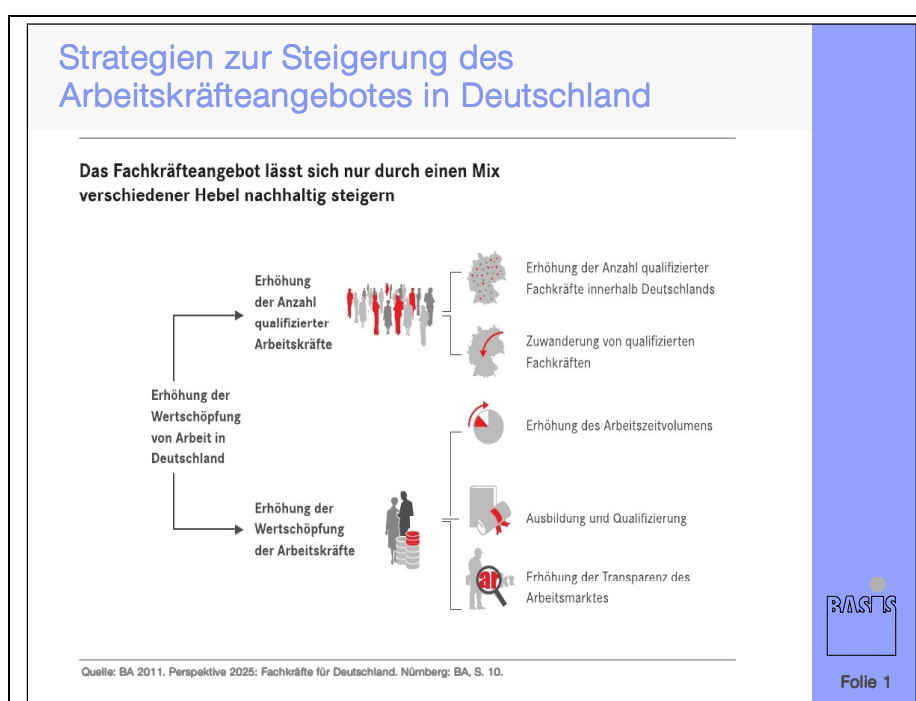 Strategien zur Steigerung des
Arbeitskräfteangebotes in Deutschland
Das Fachkräfteangebot lässt sich nur durch einen Mix
verschiedener Hebel nachhaltig steigern
Erhöhung der
Wertschöpfung
von Arbeit in
Deutschland
Erhöhung
der Anzahl
qualifizierter
Arbeitskräfte
Erhöhung der Anzahl qualifizierter
Fachkräfte innerhalb Deutschlands
Zuwanderung von qualifizierten
Fachkräften
Erhöhung der
Wertschöpfung
der Arbeitskräfte
Erhöhung des Arbeitszeitvolumens
Ausbildung und Qualifizierung
arkt
Erhöhung der Transparenz des
Arbeitsmarktes
Quelle: BA 2011. Perspektive 2025: Fachkräfte für Deutschland. Nürnberg: BA, S. 10.
BASIS
Folie 1